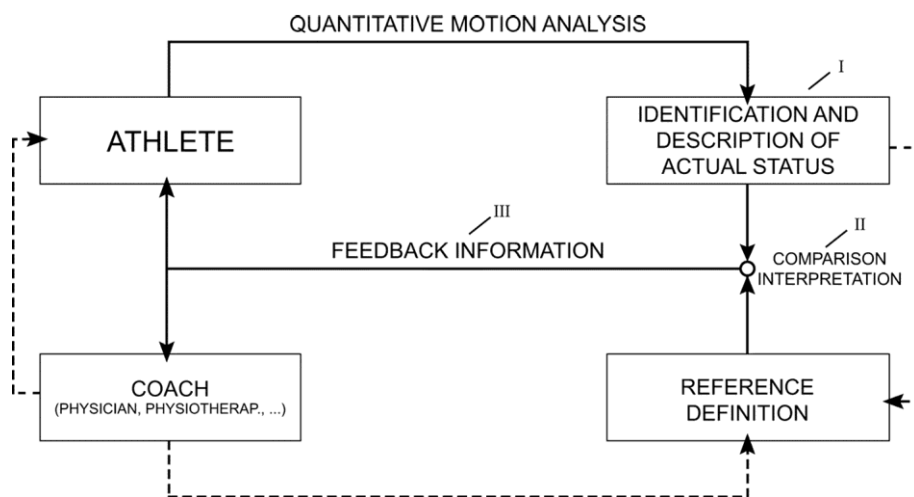 QUANTITATIVE MOTION ANALYSIS
I
ATHLETE
IDENTIFICATION AND
DESCRIPTION OF
ACTUAL STATUS
III
FEEDBACK INFORMATION
II
COMPARISON
INTERPRETATION
COACH
(PHYSICIAN, PHYSIOTHERAP., ...)
REFERENCE
DEFINITION